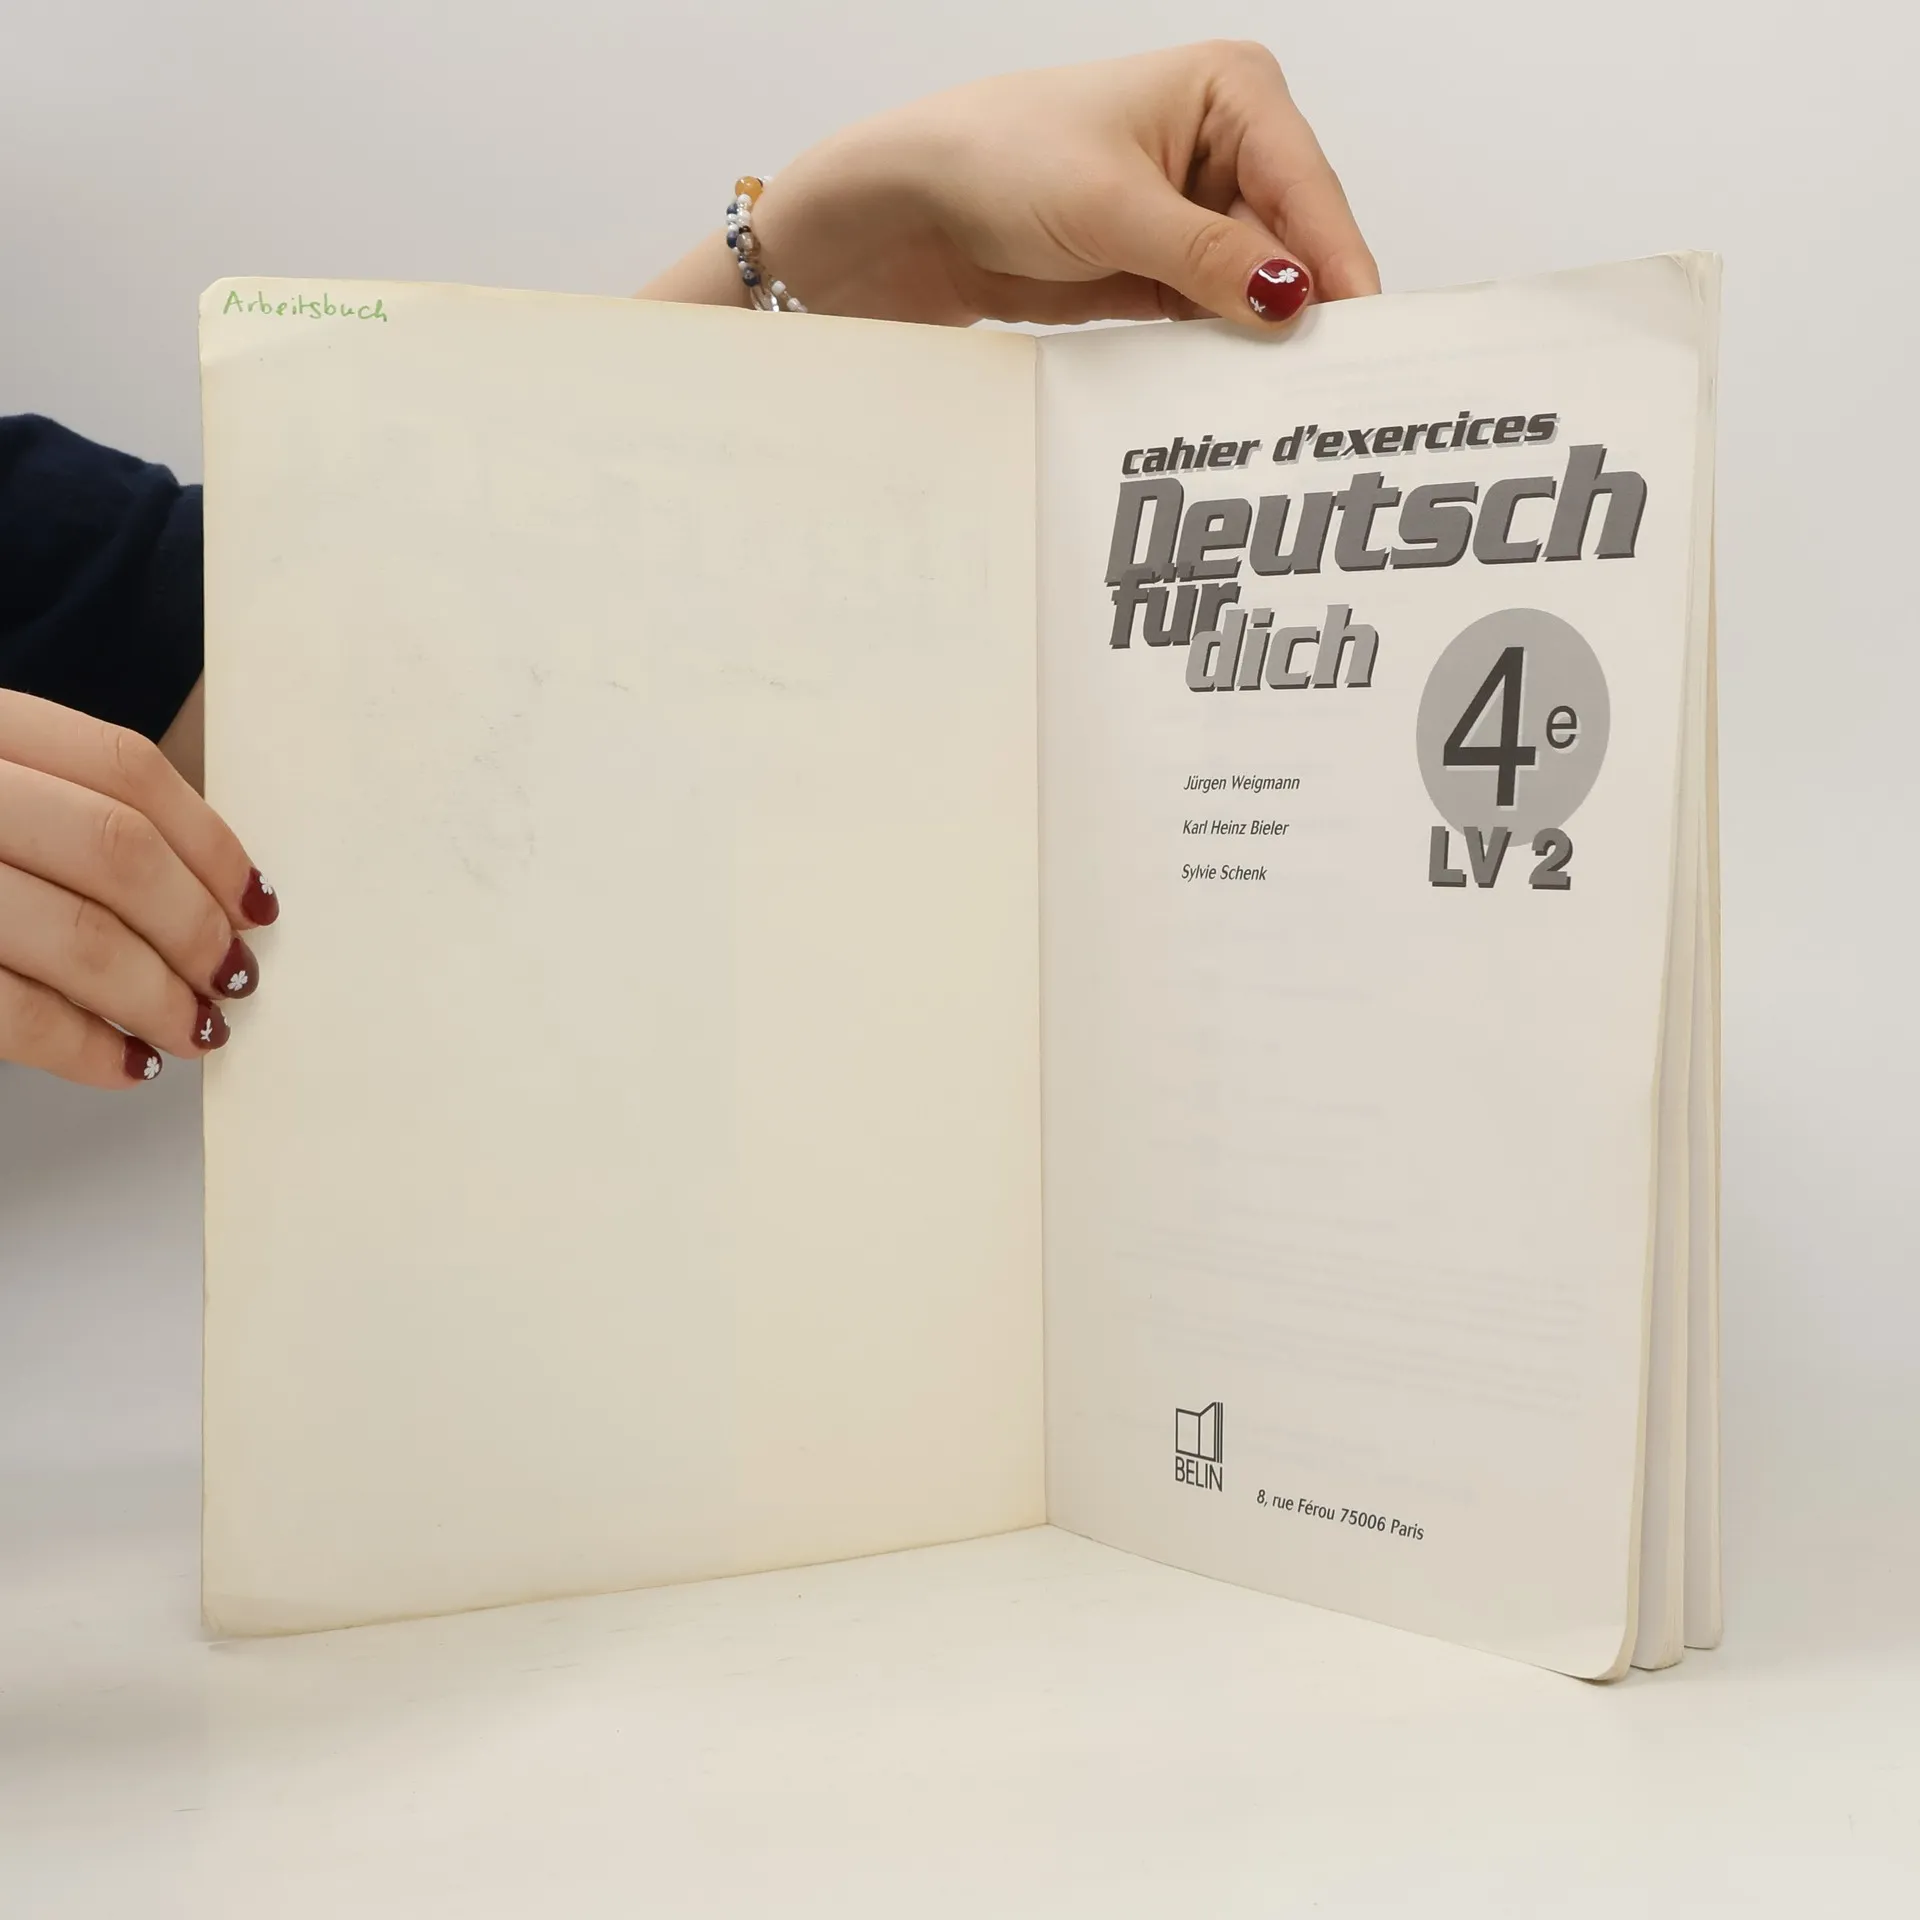 Arbeitsbuch
cahier d'exercices
Deutsch
für
dich
4e
LV 2
Jürgen Weigmann
Karl Heinz Bieler
Sylvie Schenk
BELIN
8, rue Férou 75006 Paris